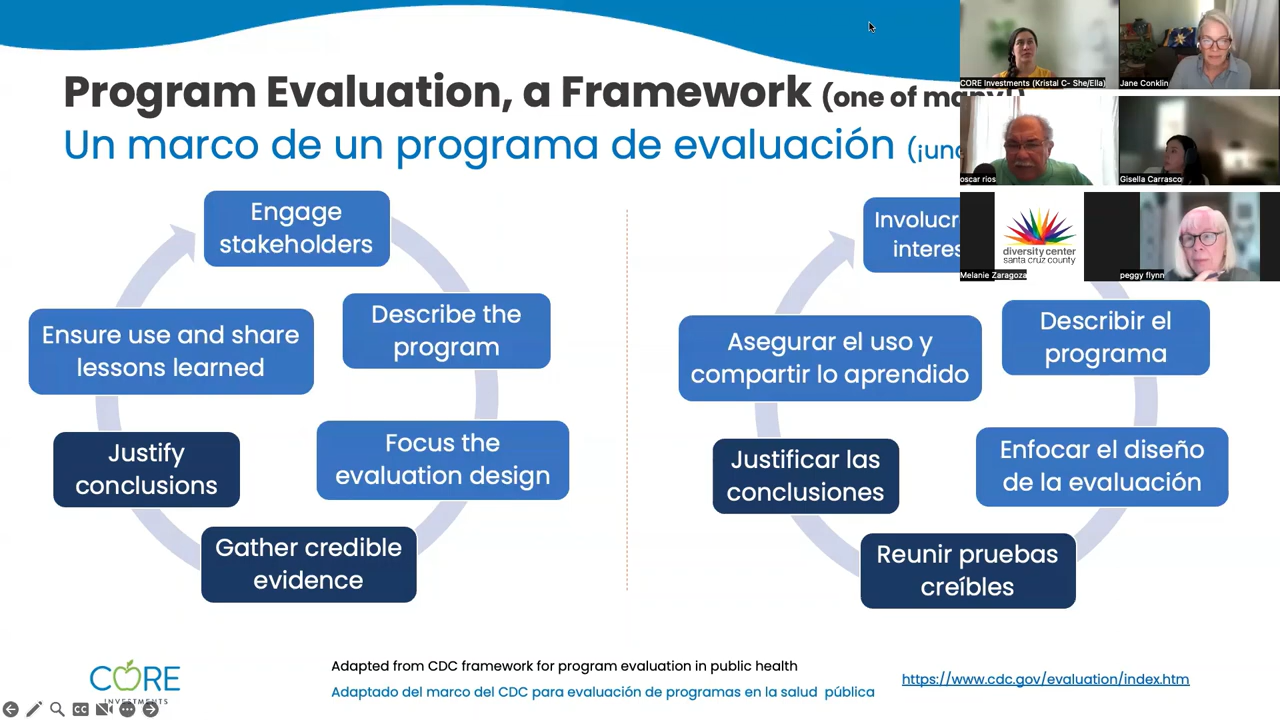 Program Evaluation, a Framework (one of many!)
Un marco de un programa de evaluación (¡uno
Engage
stakeholders
Describe the
program
Focus the
evaluation design
Gather credible
evidence
Justify
conclusions
Ensure use and share
lessons learned
Describir el
programa
Enfocar el diseño
de la evaluación
Reunir pruebas
creíbles
Justificar las
conclusiones
Asegurar el uso y
compartir lo aprendido
CORE
INVESTMENTS
Adapted from CDC framework for program evaluation in public health
Adaptado del marco del CDC para evaluación de programas en la salud pública
https://www.cdc.gov/evaluation/index.htm
CORE Investments (Kristal C- She/Ella)
Jane Conklin
oscar rios
Gisella Carrasco
diversity center
santa cruz county
Melanie Zaragoza
peggy flynn